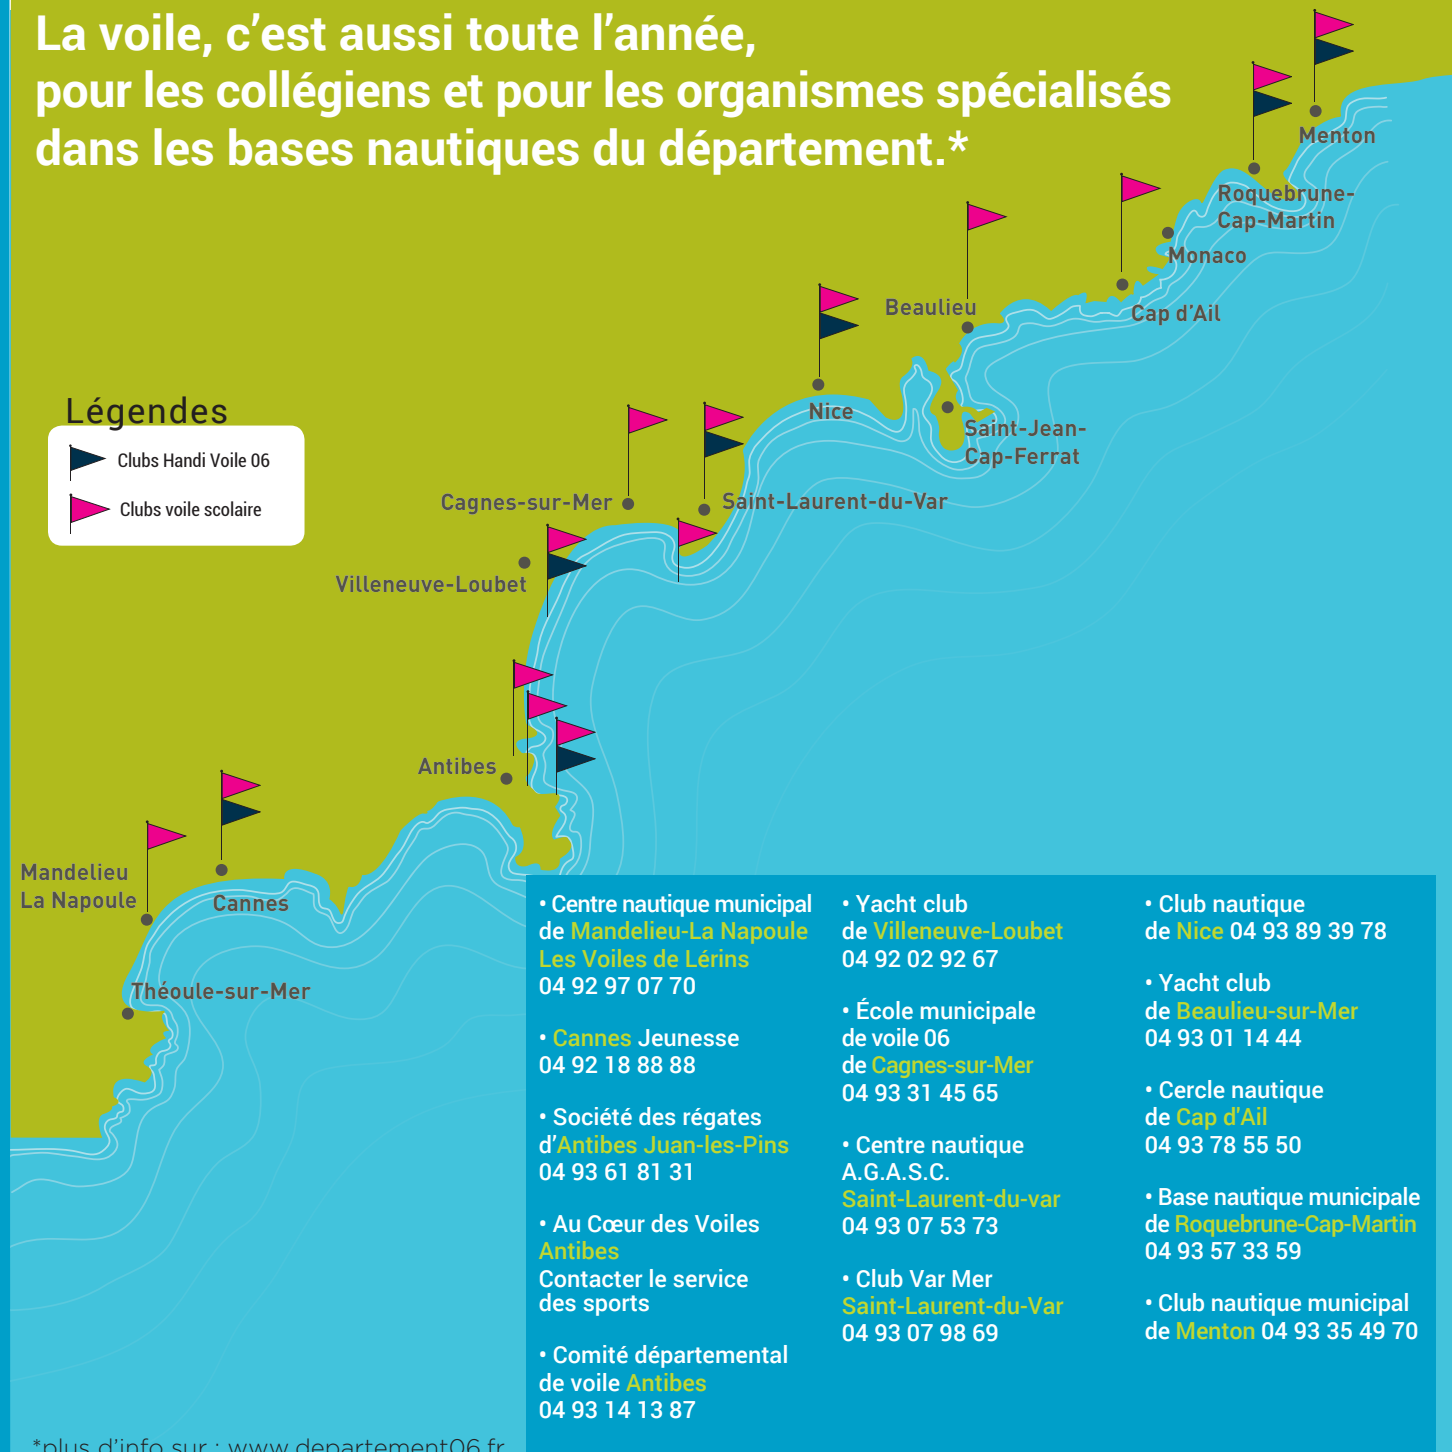 La voile, c'est aussi toute l'année,
pour les collégiens et pour les organismes spécialisés
dans les bases nautiques du département.*
Menton
Roquebrune-
Cap-Martin
Monaco
Cap d'Ail
Beaulieu
Saint-Jean-
Cap-Ferrat
Nice
Légendes
Clubs Handi Voile 06
Clubs voile scolaire
Cagnes-sur-Mer
Saint-Laurent-du-Var
Villeneuve-Loubet
Antibes
Mandelieu
La Napoule
Cannes
Théoule-sur-Mer
• Centre nautique municipal
de Mandelieu-La Napoule
Les Voiles de Lérins
04 92 97 07 70
• Cannes Jeunesse
04 92 18 88 88
• Société des régates
d'Antibes Juan-les-Pins
04 93 61 81 31
• Au Cœur des Voiles
Antibes
Contacter le service
des sports
• Comité départemental
de voile Antibes
04 93 14 13 87
• Yacht club
de Villeneuve-Loubet
04 92 02 92 67
• École municipale
de voile 06
de Cagnes-sur-Mer
04 93 31 45 65
• Centre nautique
A.G.A.S.C.
Saint-Laurent-du-var
04 93 07 53 73
• Club Var Mer
Saint-Laurent-du-Var
04 93 07 98 69
• Club nautique
de Nice 04 93 89 39 78
• Yacht club
de Beaulieu-sur-Mer
04 93 01 14 44
• Cercle nautique
de Cap d'Ail
04 93 78 55 50
• Base nautique municipale
de Roquebrune-Cap-Martin
04 93 57 33 59
• Club nautique municipal
de Menton 04 93 35 49 70
*plus d'info sur : www.departement06.fr